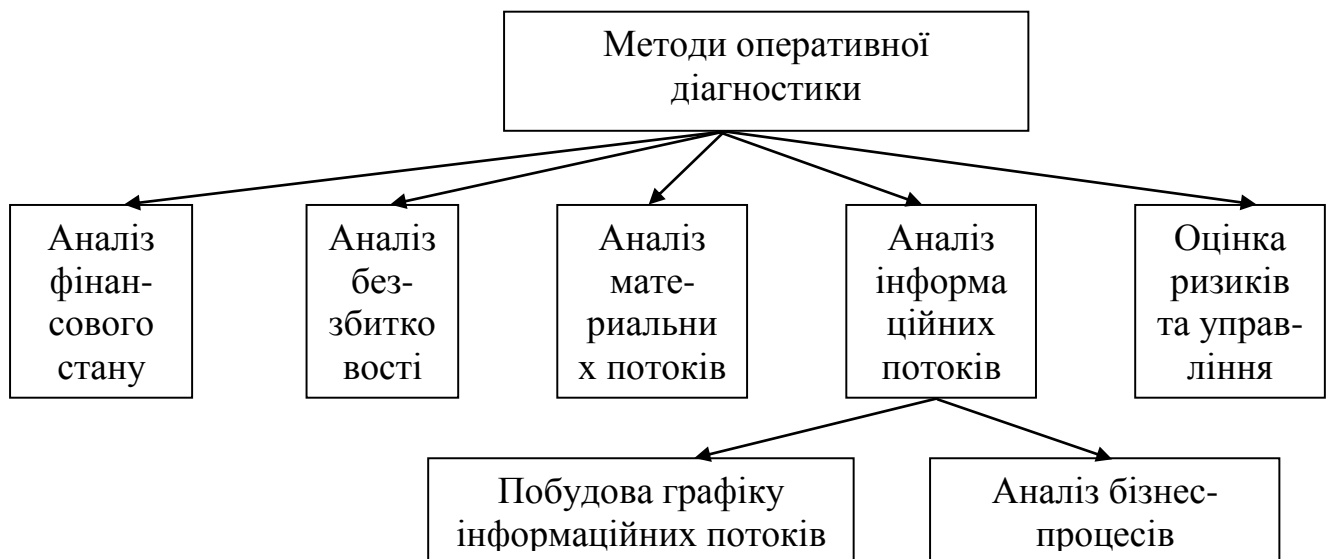 Методи оперативної
діагностики
Аналіз
фінан-
сового
стану
Аналіз
без-
збитко
вості
Аналіз
мате-
риальни
х потоків
Аналіз
інформа
ційних
потоків
Оцінка
ризиків
та управ-
ління
Побудова графіку
інформаційних потоків
Аналіз бізнес-
процесів